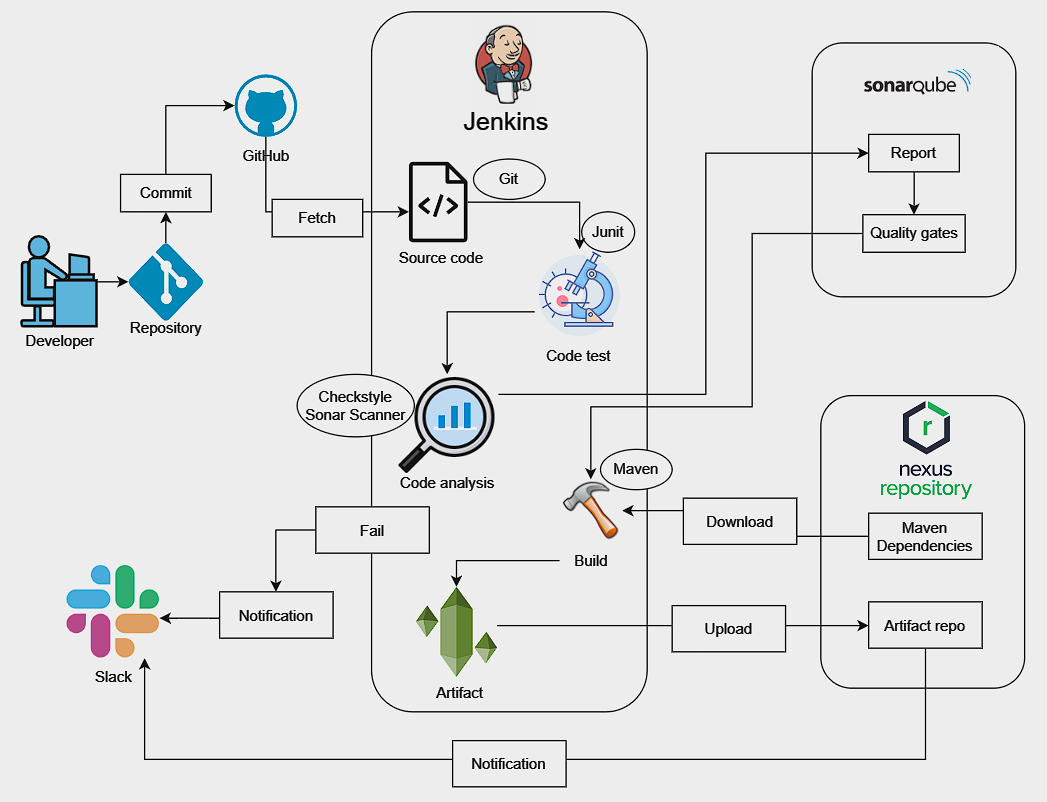 Jenkins
sonarqube
GitHub
Report
Commit
Git
Fetch
Source code
Junit
Quality gates
Developer
Repository
Code test
Checkstyle
Sonar Scanner
Code analysis
r
nexus
repository
Maven
Download
Maven
Dependencies
Fail
Build
Notification
Upload
Artifact repo
Slack
Artifact
Notification